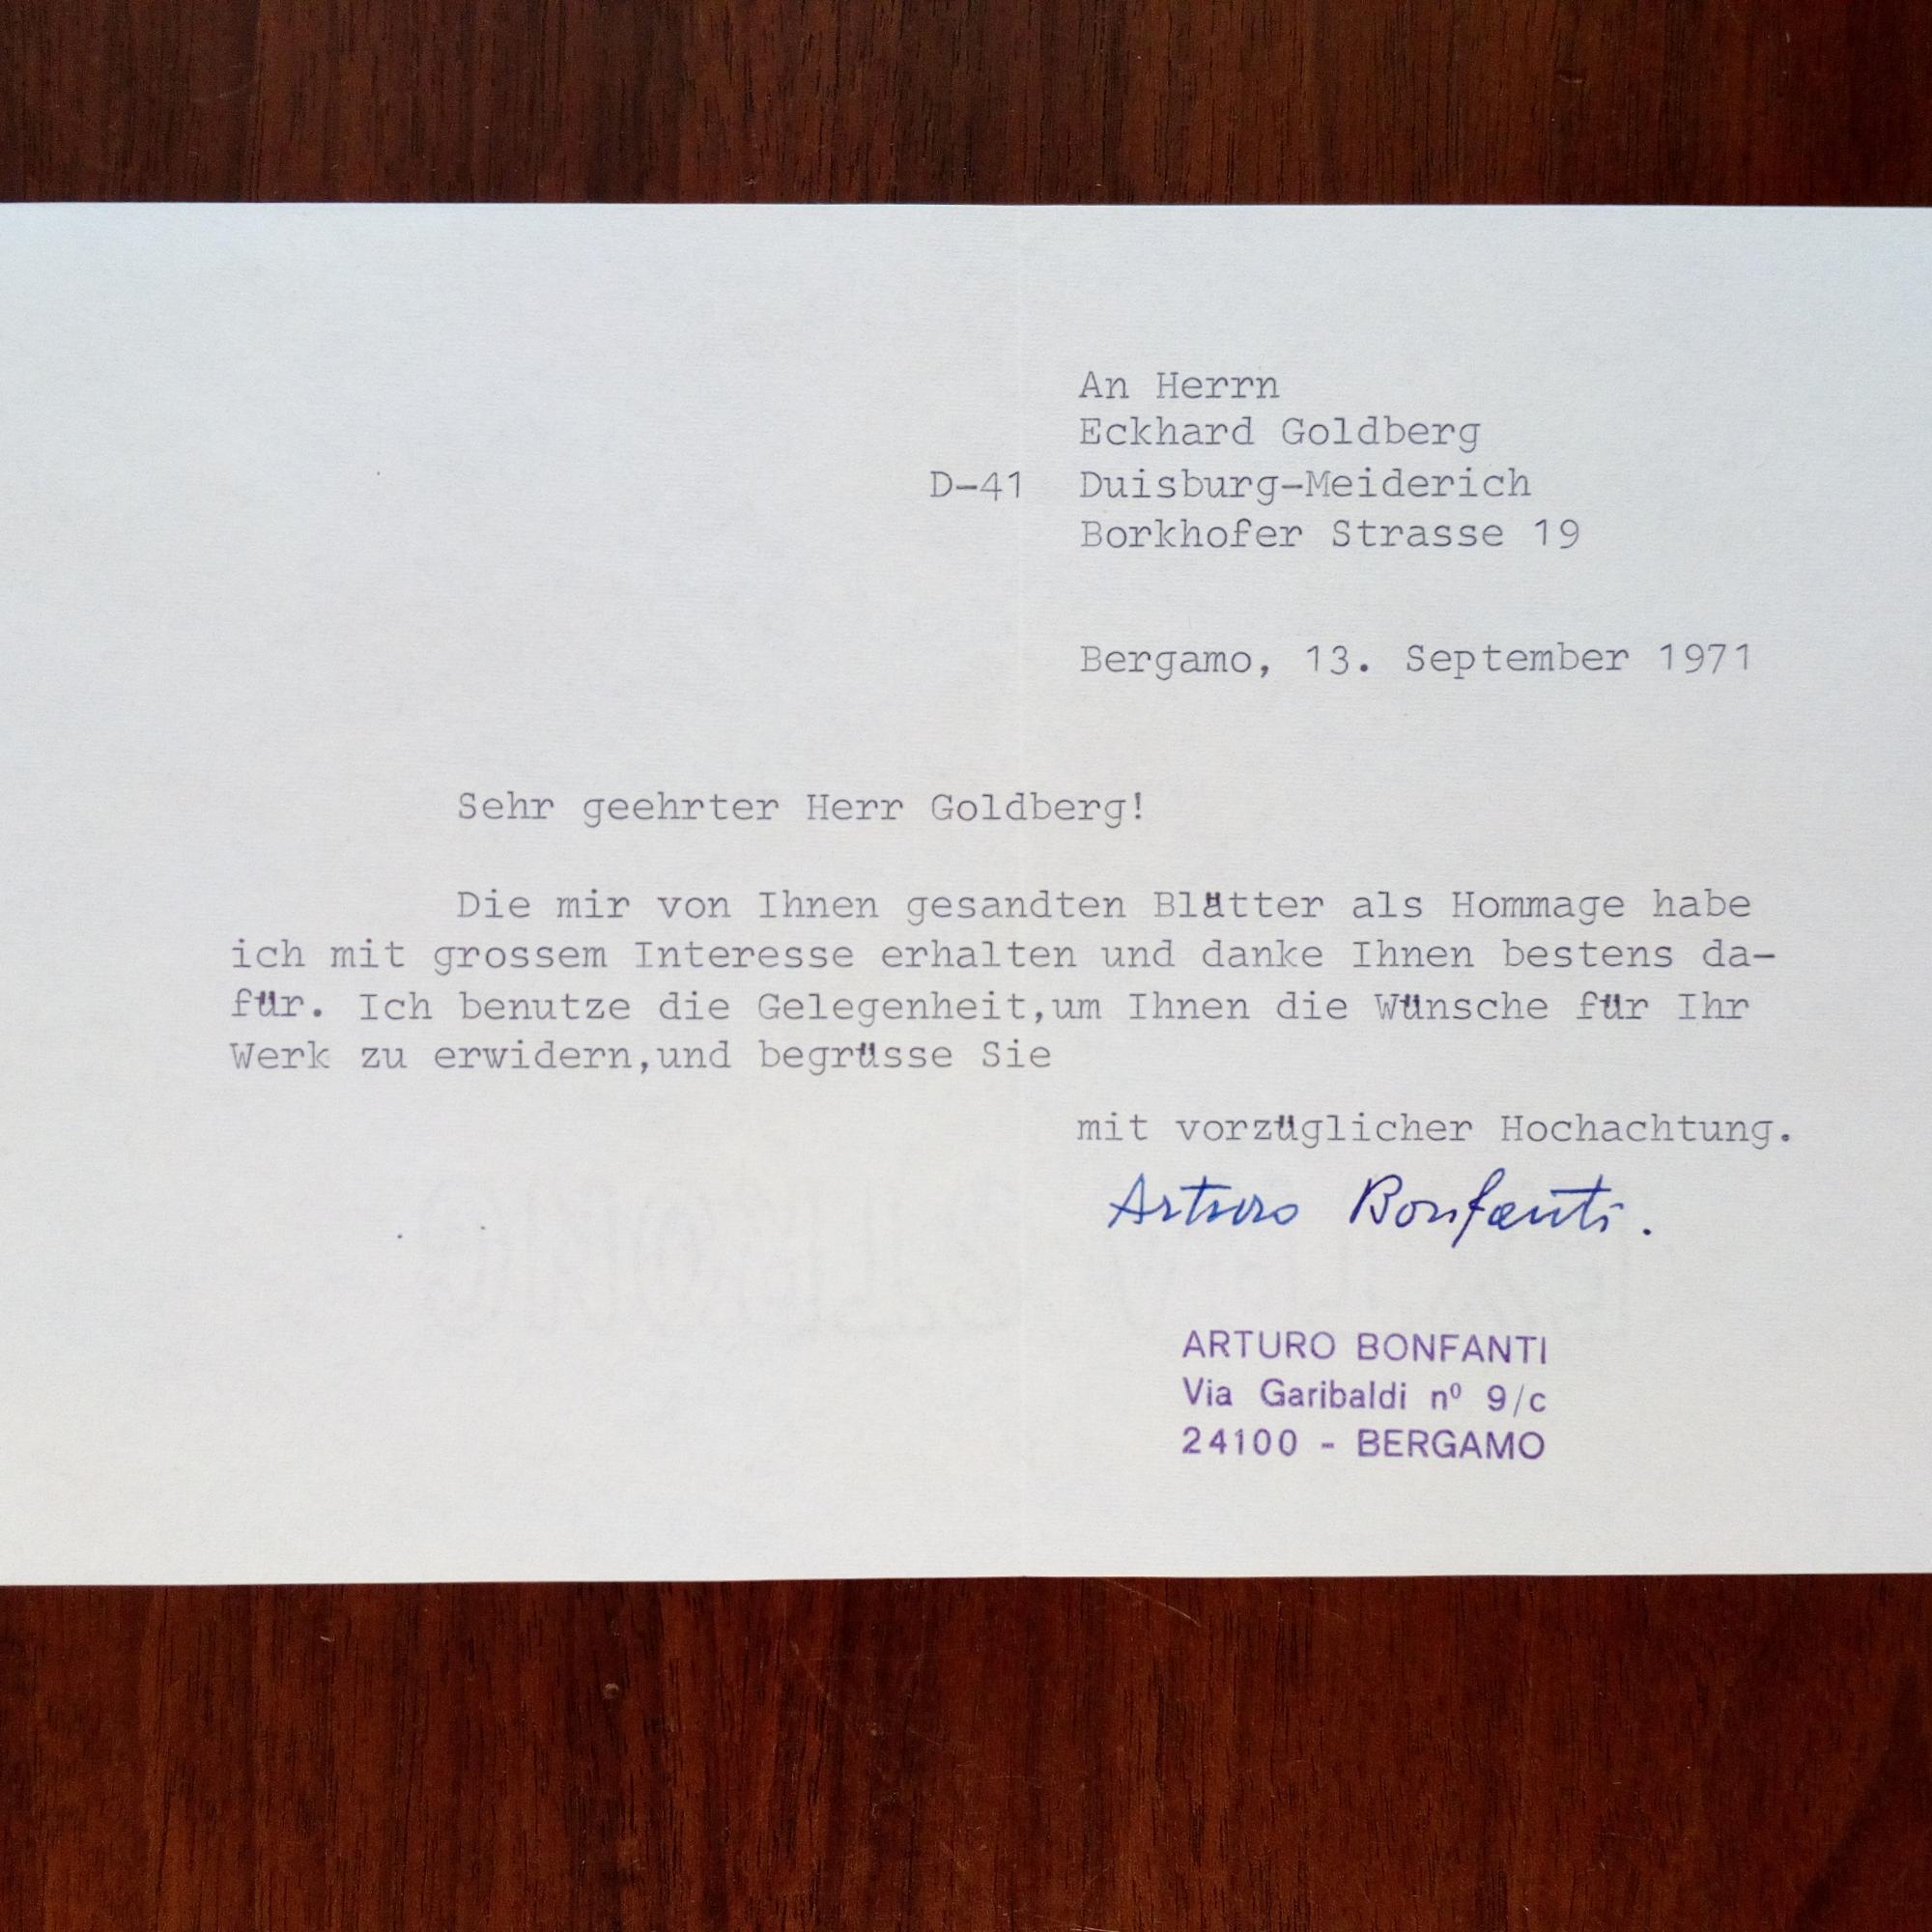 An Herrn
Eckhard Goldberg
D-41 Duisburg-Meiderich
Borkhofer Strasse 19
Bergamo, 13. September 1971
Sehr geehrter Herr Goldberg!
Die mir von Ihnen gesandten Blätter als Hommage habe
ich mit grossem Interesse erhalten und danke Ihnen bestens da-
für. Ich benutze die Gelegenheit,um Ihnen die Wünsche für Ihr
Werk zu erwidern,und begrüsse Sie
mit vorzüglicher Hochachtung.
Arturo Bonfanti.
ARTURO BONFANTI
Via Garibaldi nº 9/c
24100 - BERGAMO